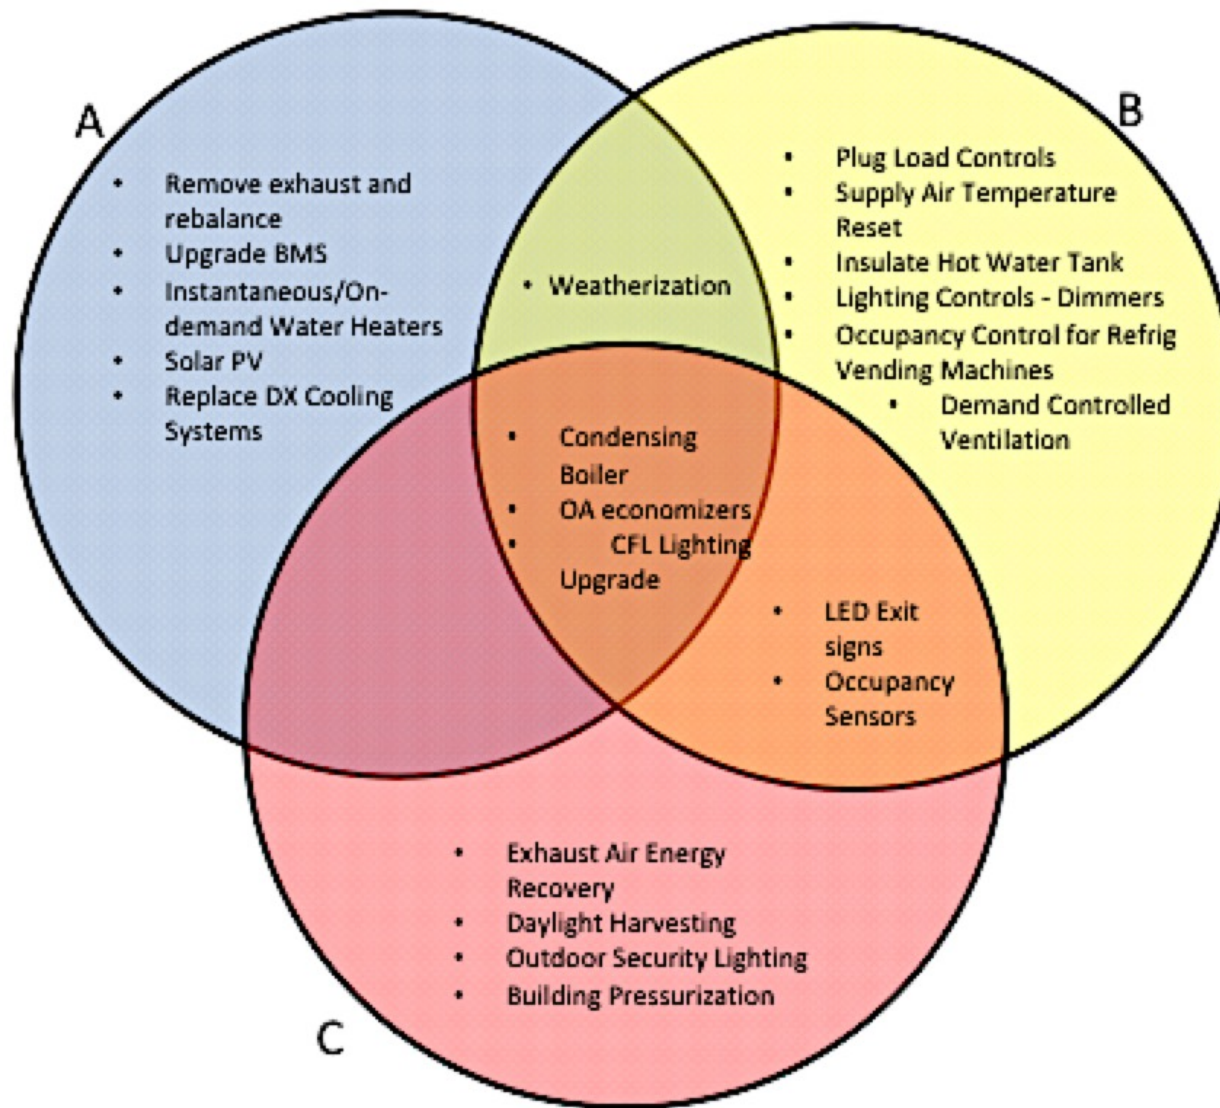 A
• Remove exhaust and
rebalance
• Upgrade BMS
• Instantaneous/On-
demand Water Heaters
• Solar PV
• Replace DX Cooling
Systems
B
• Plug Load Controls
• Supply Air Temperature
Reset
• Insulate Hot Water Tank
• Lighting Controls - Dimmers
• Occupancy Control for Refrig
Vending Machines
• Demand Controlled
Ventilation
• Weatherization
• Condensing
Boiler
• OA economizers
• CFL Lighting
Upgrade
• LED Exit
signs
• Occupancy
Sensors
• Exhaust Air Energy
Recovery
• Daylight Harvesting
• Outdoor Security Lighting
• Building Pressurization
C